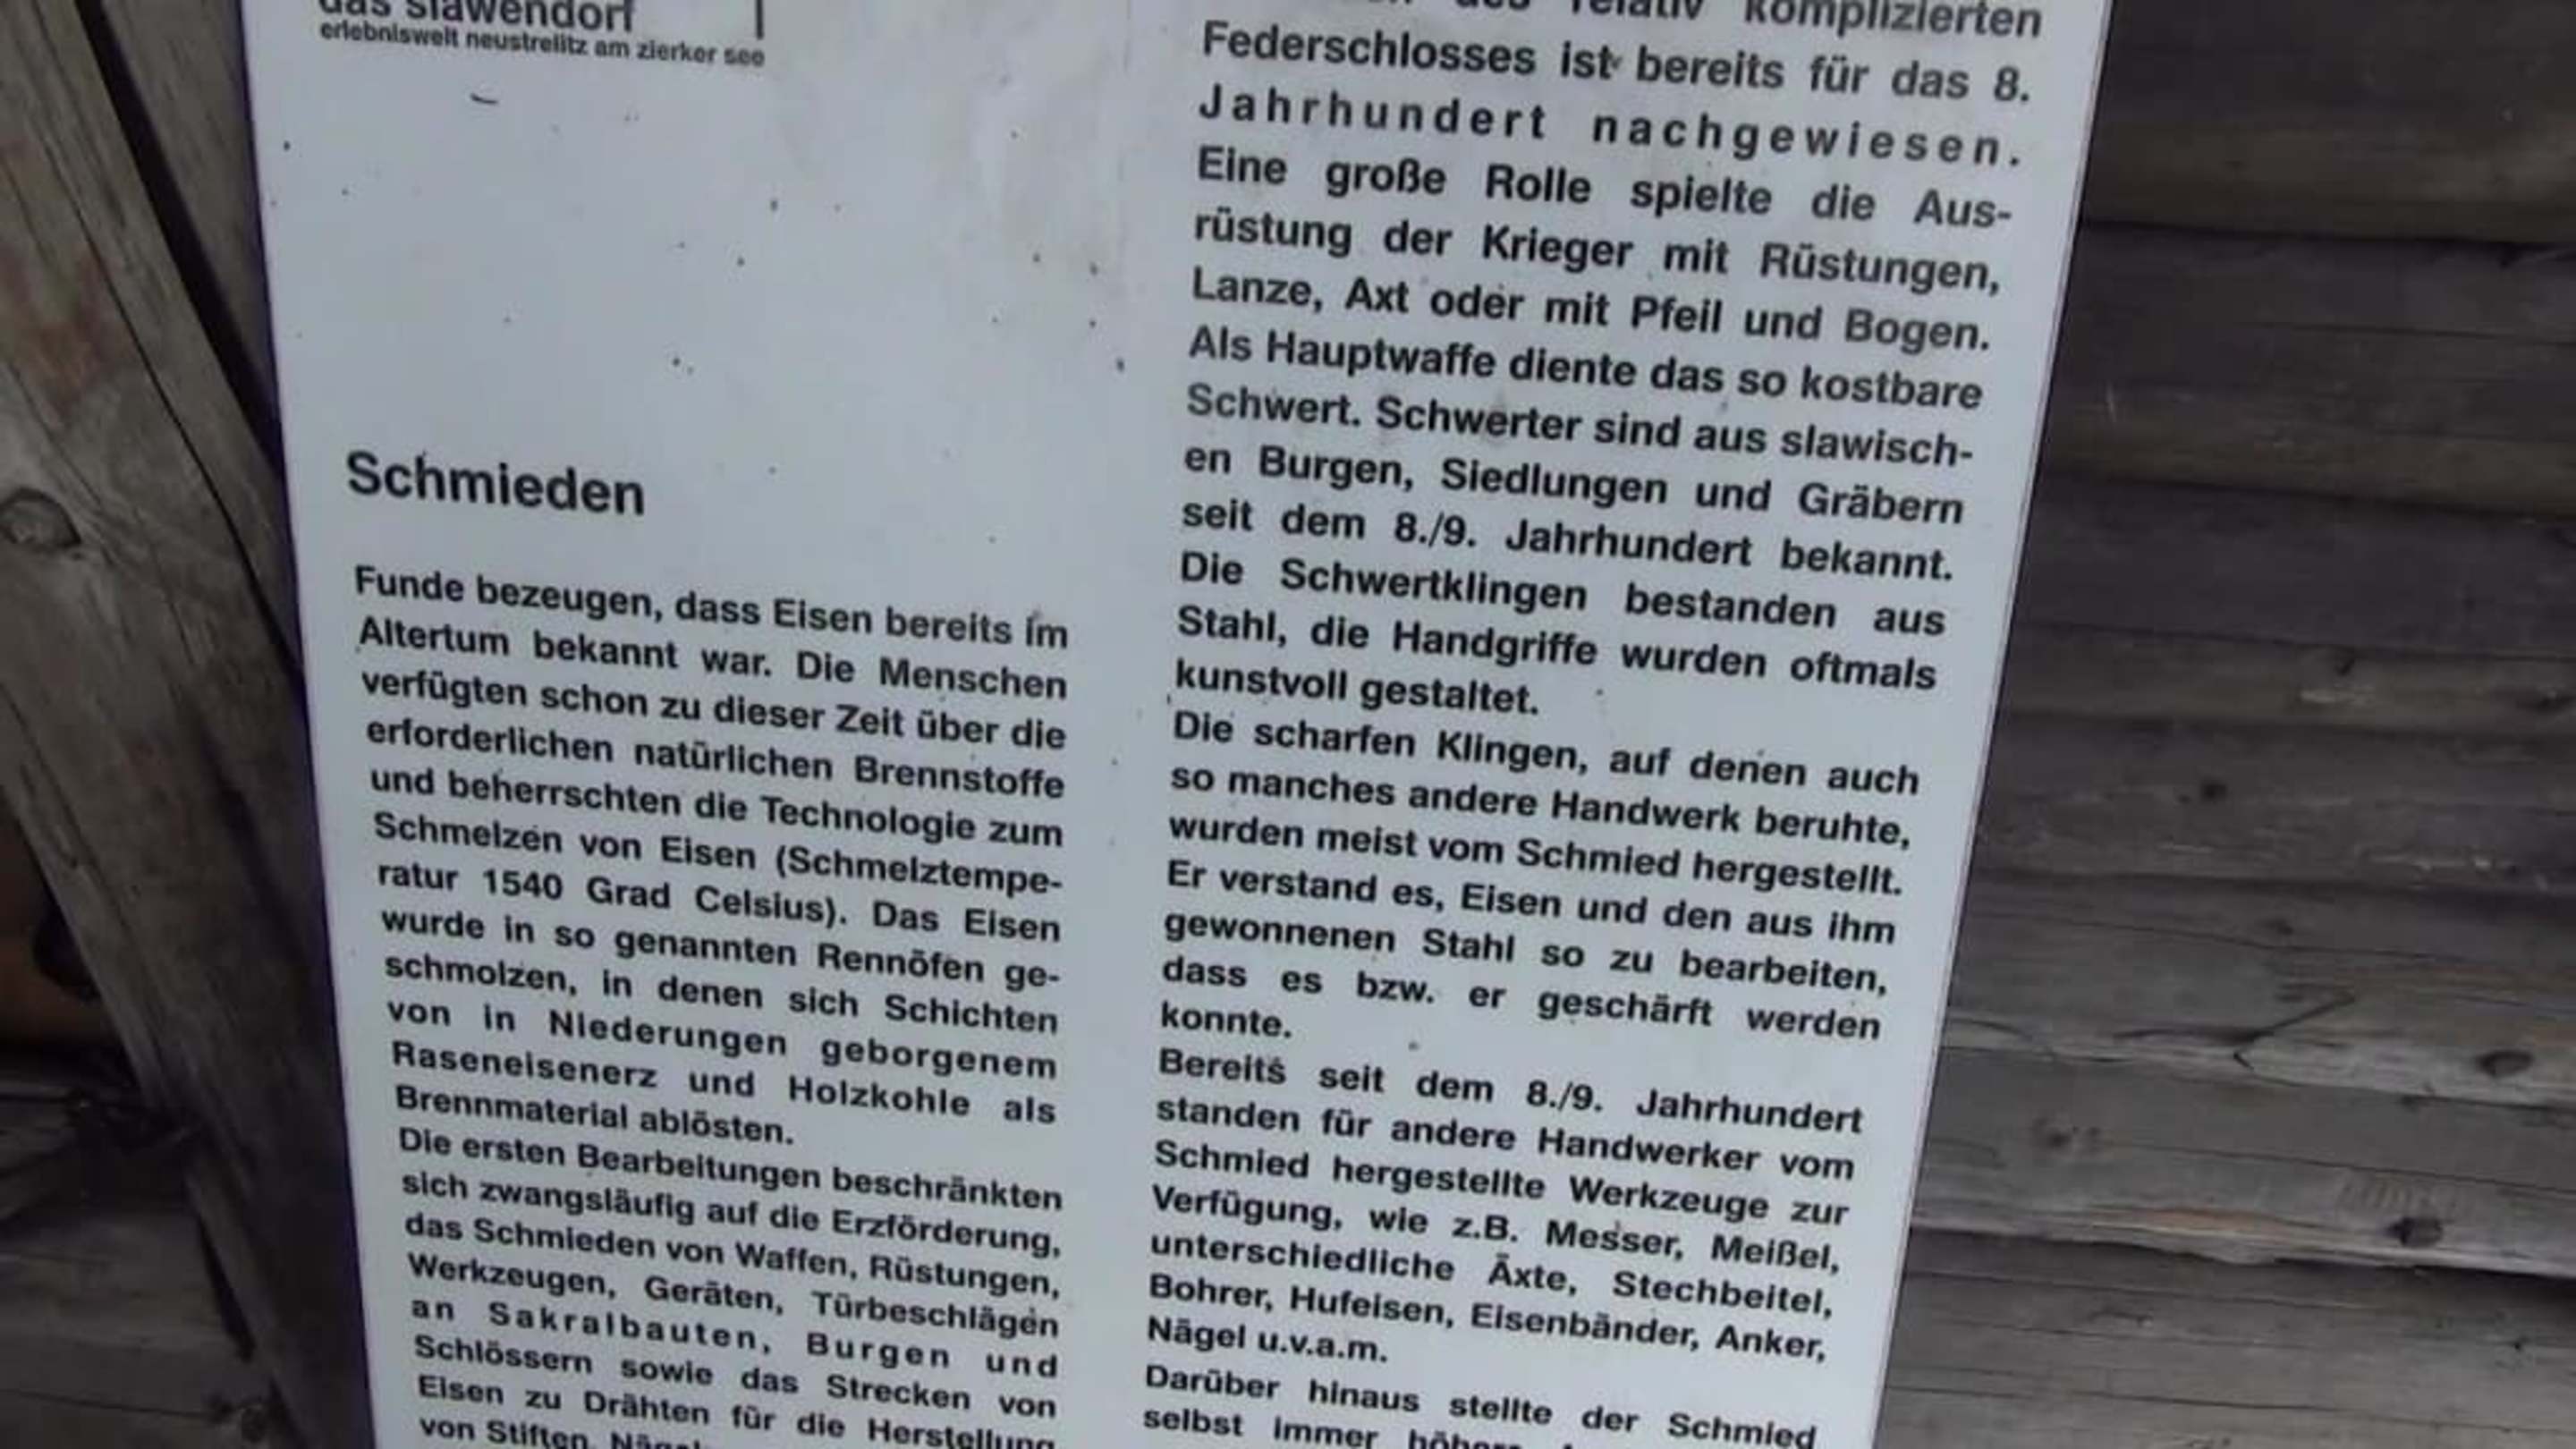 das slawendorf
erlebniswelt neustrelitz am zierker see
Schmieden
Funde bezeugen, dass Eisen bereits im
Altertum bekannt war. Die Menschen
verfügten schon zu dieser Zeit über die
erforderlichen natürlichen Brennstoffe
und beherrschten die Technologie zum
Schmelzen von Eisen (Schmelztempe-
ratur 1540 Grad Celsius). Das Eisen
wurde in so genannten Rennöfen ge-
schmolzen, in denen sich Schichten
von in Niederungen geborgenem
Raseneisenerz und Holzkohle als
Brennmaterial ablösten.
Die ersten Bearbeitungen beschränkten
sich zwangsläufig auf die Erzförderung,
das Schmieden von Waffen, Rüstungen,
Werkzeugen, Geräten, Türbeschlägen
an Sakralbauten, Burgen und
Schlössern sowie das Strecken von
Eisen zu Drähten für die Herstellung
von Stiften,
des relativ komplizierten
Federschlosses ist bereits für das 8.
Jahrhundert nachgewiesen.
Eine große Rolle spielte die Aus-
rüstung der Krieger mit Rüstungen,
Lanze, Axt oder mit Pfeil und Bogen.
Als Hauptwaffe diente das so kostbare
Schwert. Schwerter sind aus slawisch-
en Burgen, Siedlungen und Gräbern
seit dem 8./9. Jahrhundert bekannt.
Die Schwertklingen bestanden aus
Stahl, die Handgriffe wurden oftmals
kunstvoll gestaltet.
Die scharfen Klingen, auf denen auch
so manches andere Handwerk beruhte,
wurden meist vom Schmied hergestellt.
Er verstand es, Eisen und den aus ihm
gewonnenen Stahl so zu bearbeiten,
dass es bzw. er geschärft werden
konnte.
Bereits seit dem 8./9. Jahrhundert
standen für andere Handwerker vom
Schmied hergestellte Werkzeuge zur
Verfügung, wie z.B. Messer, Meißel,
unterschiedliche Äxte, Stechbeitel,
Bohrer, Hufeisen, Eisenbänder, Anker,
Nägel u.v.a.m.
Darüber hinaus stellte der Schmied
selbst immer